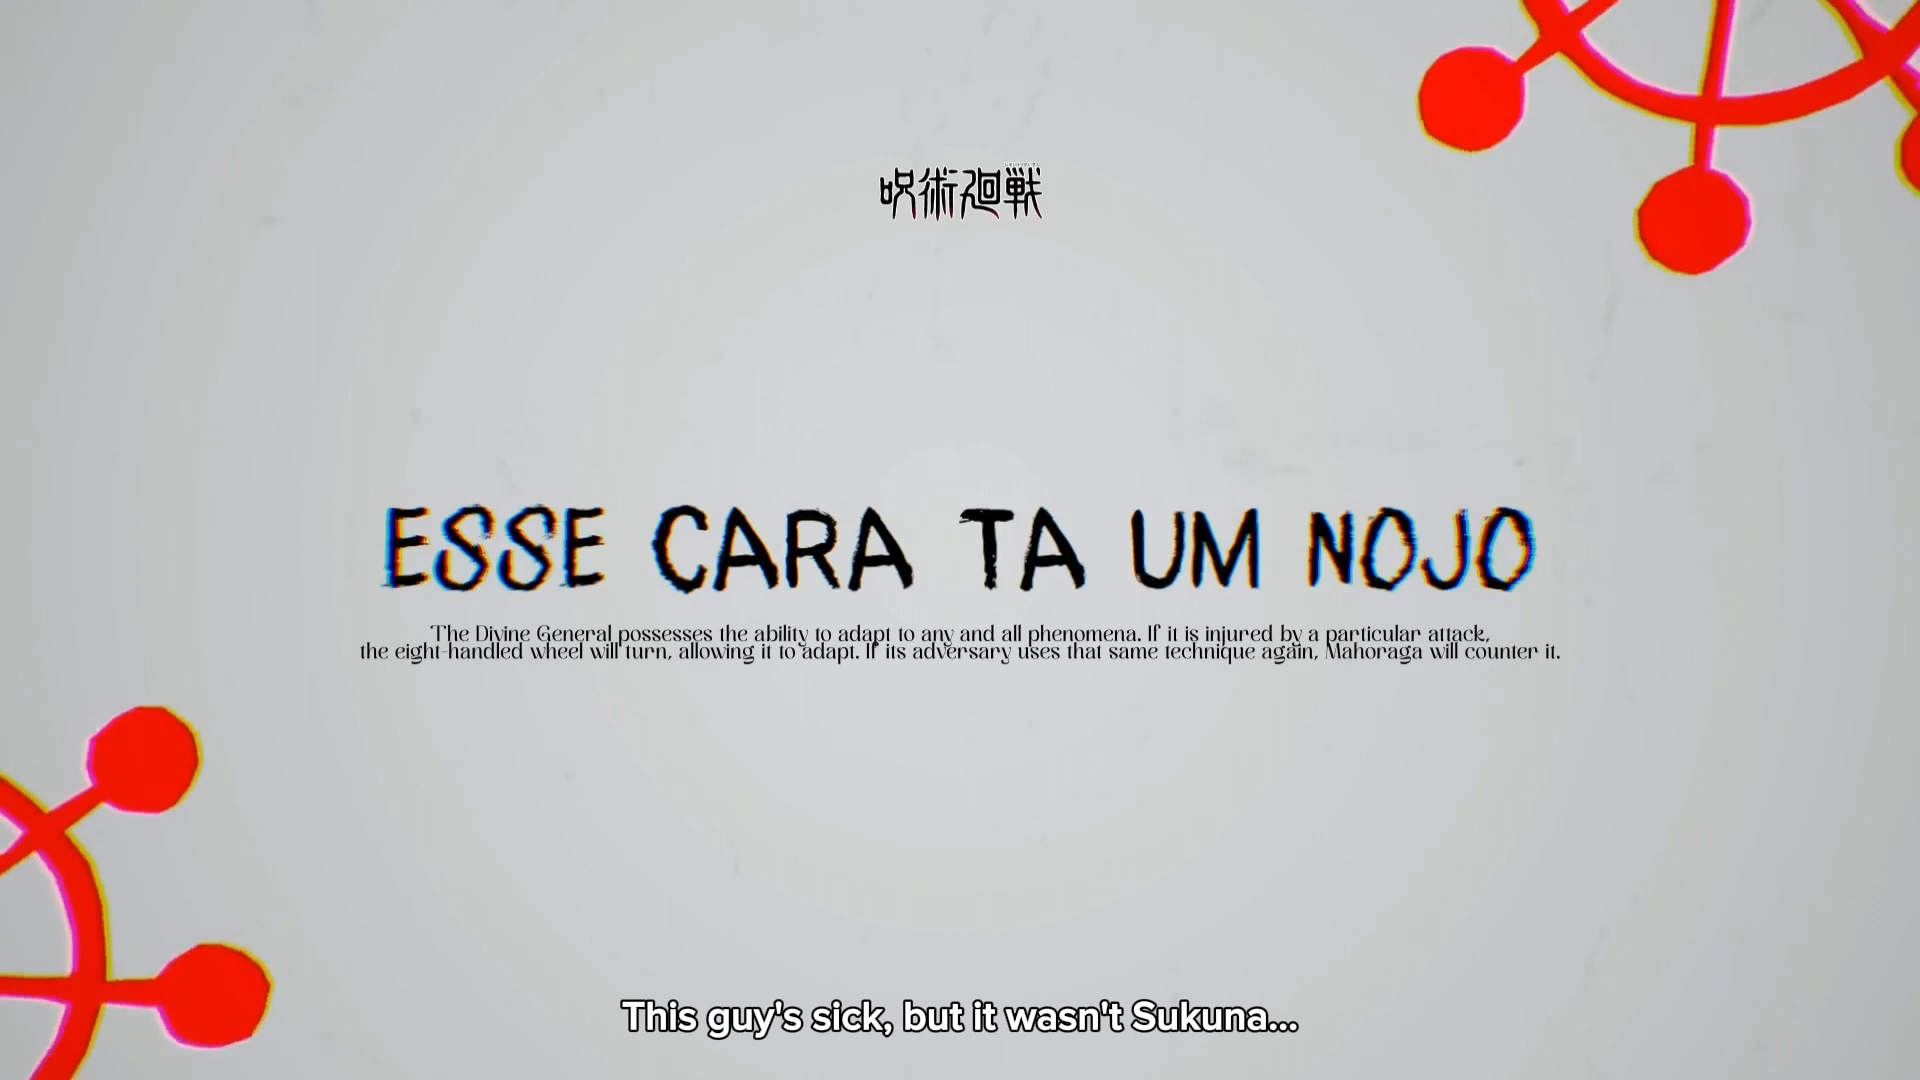 呪術廻戦
ESSE CARA TA UM NOJO
The Divine General possesses the ability to adapt to any and all phenomena. If it is injured by a particular attack,
the eight-handled wheel will turn, allowing it to adapt. If its adversary uses that same technique again, Mahoraga will counter it.
This guy's sick, but it wasn't Sukuna...